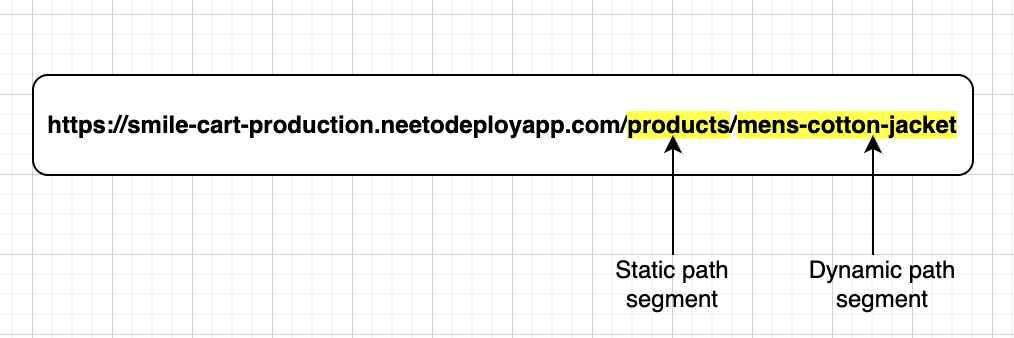 https://smile-cart-production.neetodeployapp.com/products/mens-cotton-jacket
Static path
segment
Dynamic path
segment